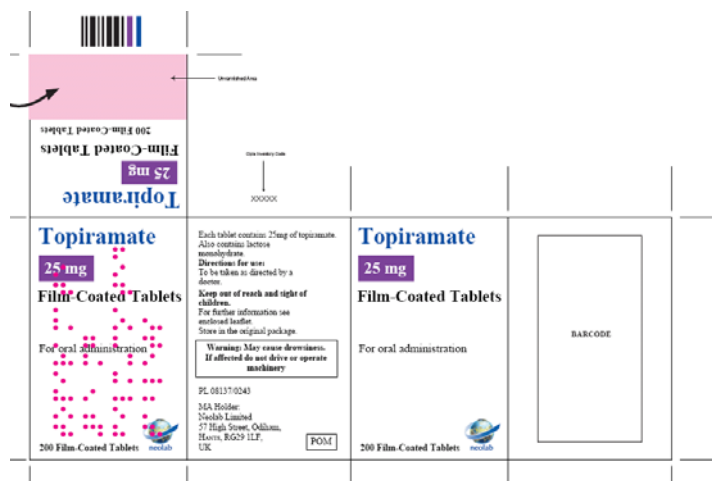 Unvarnished Area
200 Film-Coated Tablets
Film-Coated Tablets
25 mg
Topiramate
Data Inventory Code
XXXXX
Topiramate
25 mg
Film-Coated Tablets
For oral administration
200 Film-Coated Tablets
neolab
Each tablet contains 25mg of topiramate.
Also contains lactose
monohydrate.
Directions for use:
To be taken as directed by a
doctor.
Keep out of reach and sight of
children.
For further information see
enclosed leaflet.
Store in the original package.
Warning: May cause drowsiness.
If affected do not drive or operate
machinery
PL 08137/0243
MA Holder:
Neolab Limited
57 High Street, Odiham,
Hants, RG29 1LF,
UK
POM
Topiramate
25 mg
Film-Coated Tablets
For oral administration
200 Film-Coated Tablets
neolab
BARCODE